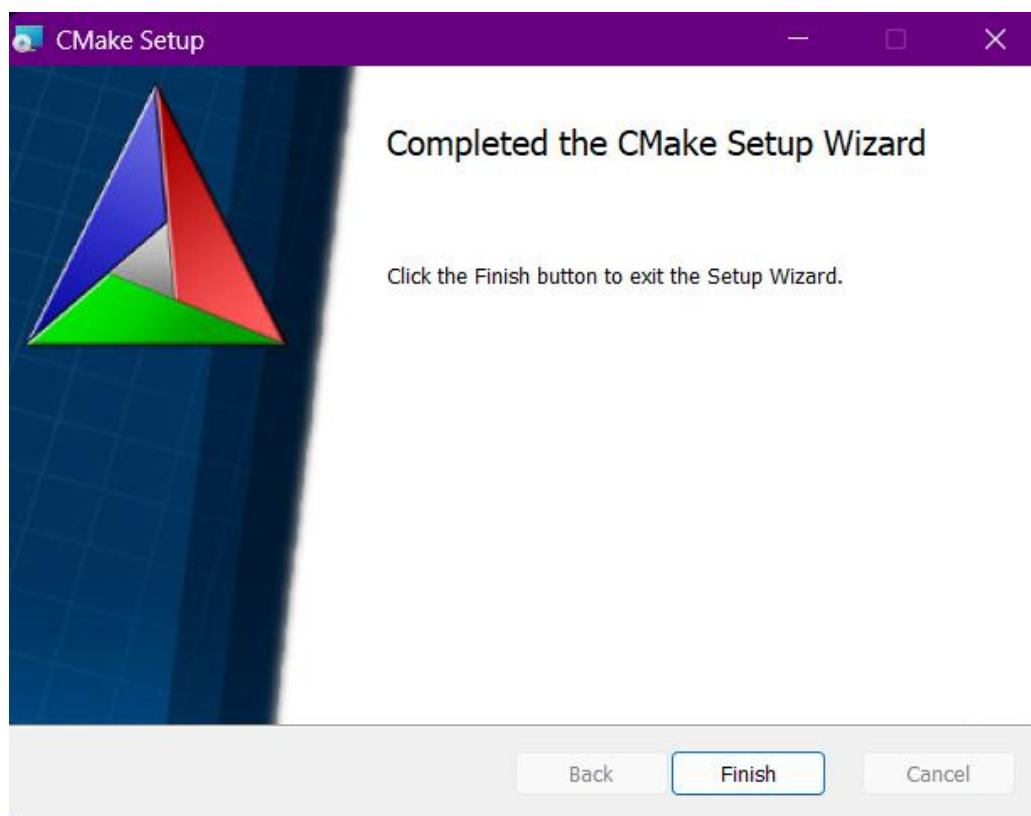 CMake Setup
Completed the CMake Setup Wizard
Click the Finish button to exit the Setup Wizard.
Back Finish Cancel